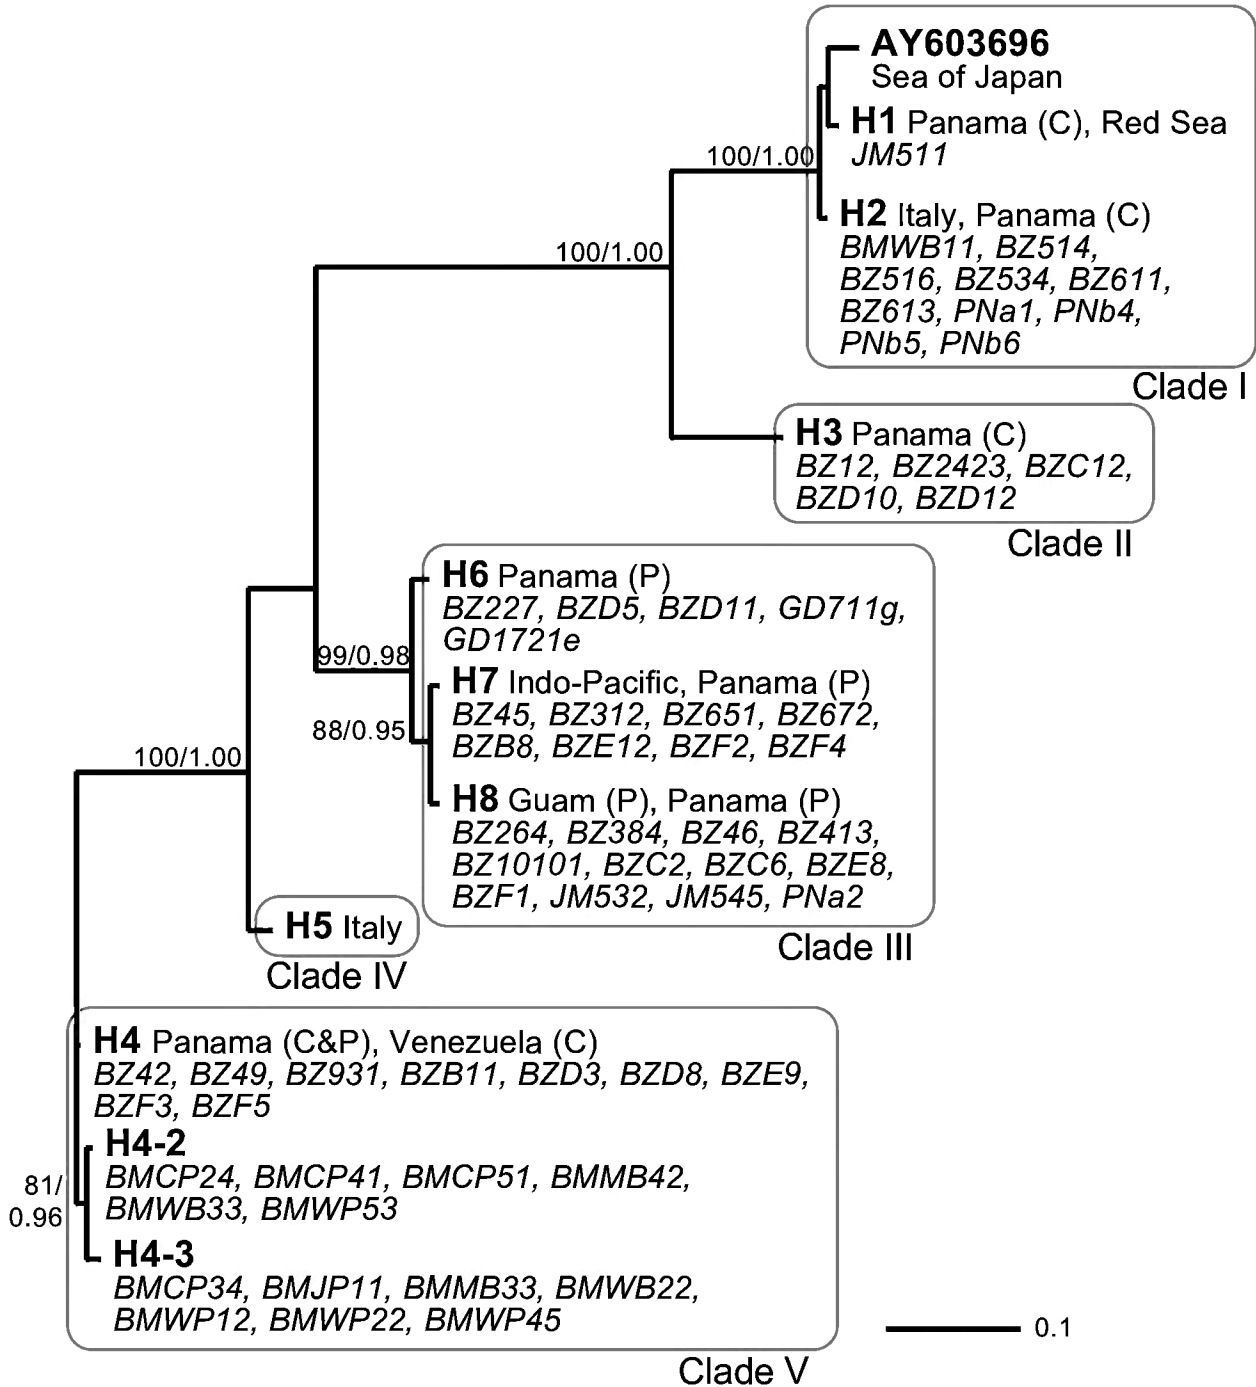 AY603696
Sea of Japan
H1 Panama (C), Red Sea
JM511
100/1.00
H2 Italy, Panama (C)
BMWB11, BZ514,
BZ516, BZ534, BZ611,
BZ613, PNa1, PNb4,
PNb5, PNb6
Clade I
100/1.00
H3 Panama (C)
BZ12, BZ2423, BZC12,
BZD10, BZD12
Clade II
H6 Panama (P)
BZ227, BZD5, BZD11, GD711g,
GD1721e
99/0.98
H7 Indo-Pacific, Panama (P)
BZ45, BZ312, BZ651, BZ672,
BZB8, BZE12, BZF2, BZF4
88/0.95
H8 Guam (P), Panama (P)
BZ264, BZ384, BZ46, BZ413,
BZ10101, BZC2, BZC6, BZE8,
BZF1, JM532, JM545, PNa2
Clade III
100/1.00
H5 Italy
Clade IV
H4 Panama (C&P), Venezuela (C)
BZ42, BZ49, BZ931, BZB11, BZD3, BZD8, BZE9,
BZF3, BZF5
H4-2
BMCP24, BMCP41, BMCP51, BMMB42,
BMWB33, BMWP53
81/
0.96
H4-3
BMCP34, BMJP11, BMMB33, BMWB22,
BMWP12, BMWP22, BMWP45
Clade V
0.1